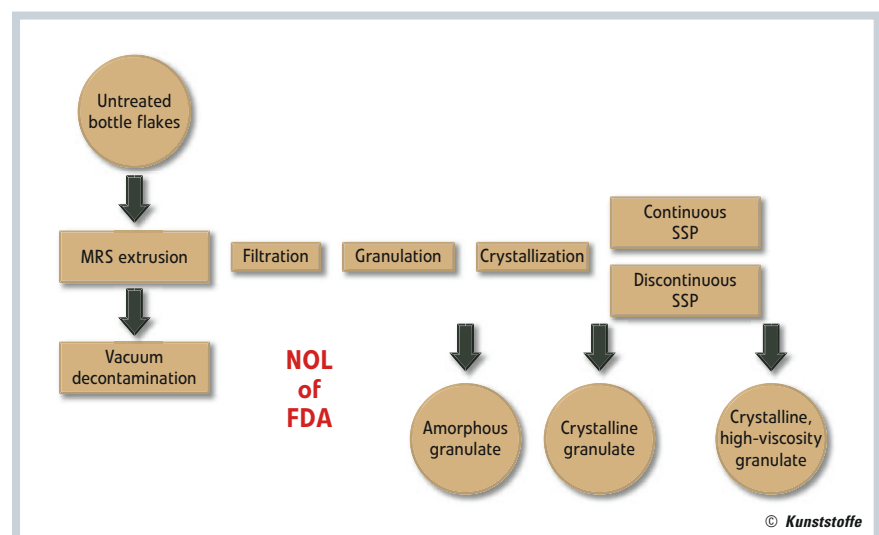 Untreated
bottle flakes
MRS extrusion
Filtration
Granulation
Crystallization
Continuous
SSP
Discontinuous
SSP
Vacuum
decontamination
NOL
of
FDA
Amorphous
granulate
Crystalline
granulate
Crystalline,
high-viscosity
granulate
© Kunststoffe